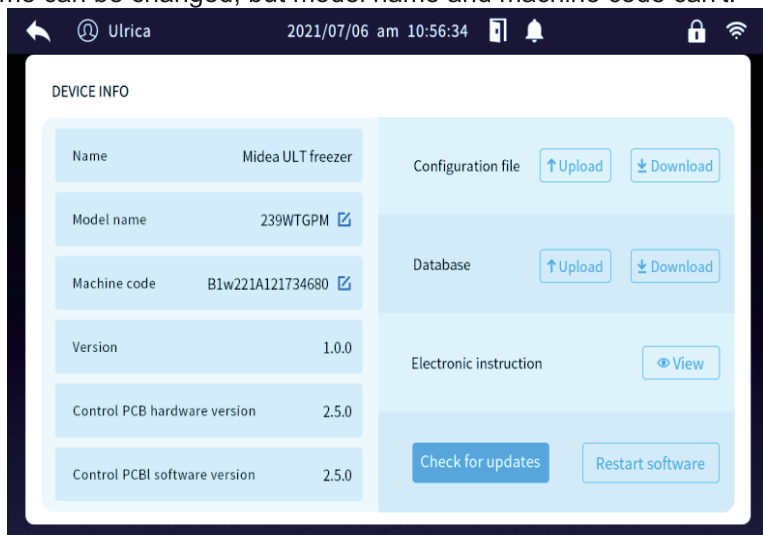 me can be changed, but model name and machine code can't.
Ulrica 2021/07/06 am 10:56:34
DEVICE INFO
Name Midea ULT freezer
Model name 239WTGPM
Machine code B1w221A121734680
Version 1.0.0
Control PCB hardware version 2.5.0
Control PCBl software version 2.5.0
Configuration file Upload Download
Database Upload Download
Electronic instruction View
Check for updates Restart software